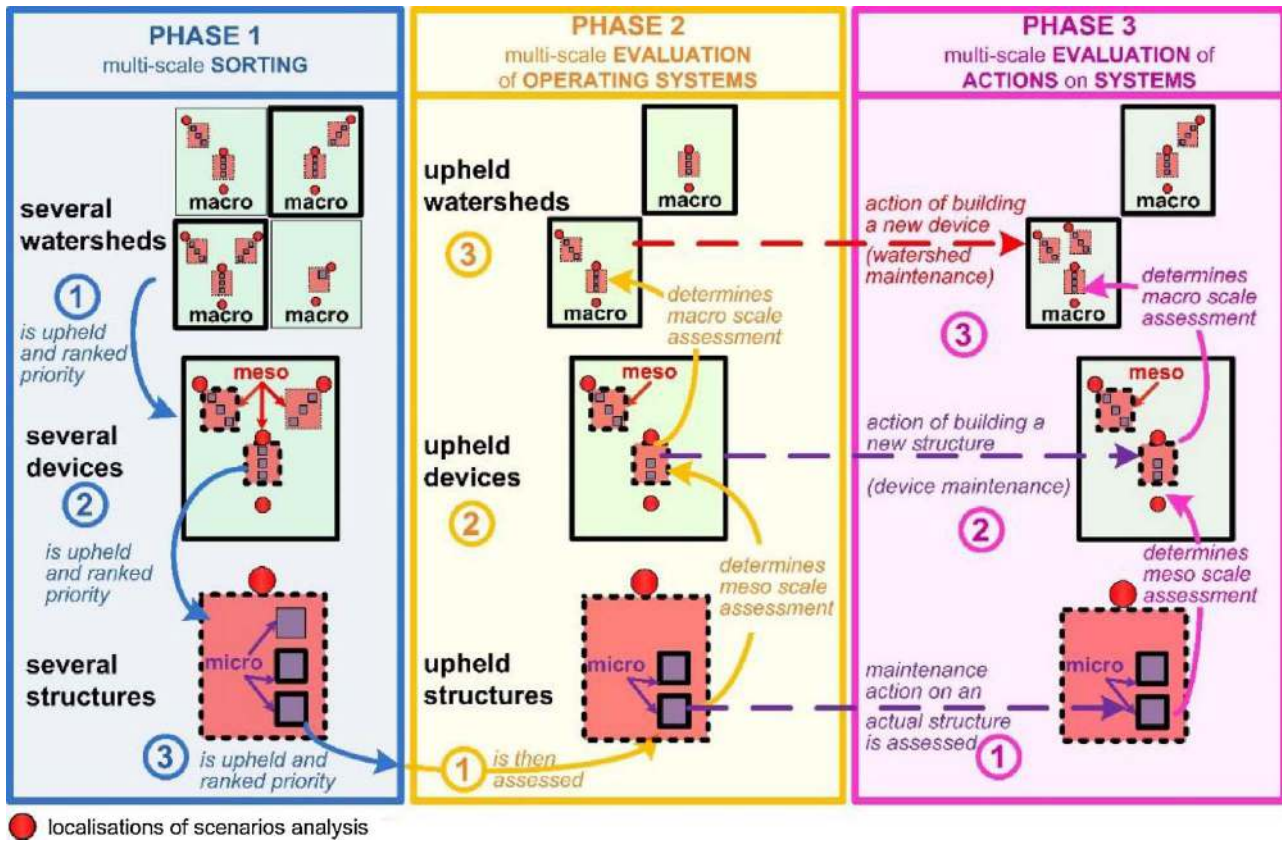 PHASE 1
multi-scale SORTING
several
watersheds
macro
macro
macro
macro
1
is upheld
and ranked
priority
meso
several
devices
2
is upheld
and ranked
priority
several
structures
micro
3
is upheld and
ranked priority
PHASE 2
multi-scale EVALUATION
of OPERATING SYSTEMS
upheld
watersheds
3
macro
macro
determines
macro scale
assessment
meso
upheld
devices
2
determines
meso scale
assessment
upheld
structures
micro
1
is then
assessed
PHASE 3
multi-scale EVALUATION of
ACTIONS on SYSTEMS
macro
action of building
a new device
(watershed
maintenance)
macro
determines
macro scale
assessment
3
meso
action of building a
new structure
(device maintenance)
2
determines
meso scale
assessment
micro
maintenance
action on an
actual structure
is assessed
1
localisations of scenarios analysis